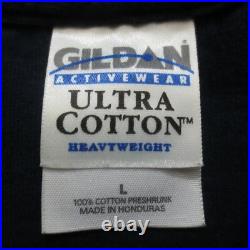 GILDAN
ACTIVEWEAR
ULTRA
COTTON™
HEAVYWEIGHT
L
100% COTTON PRESHRUNK
MADE IN HONDURAS